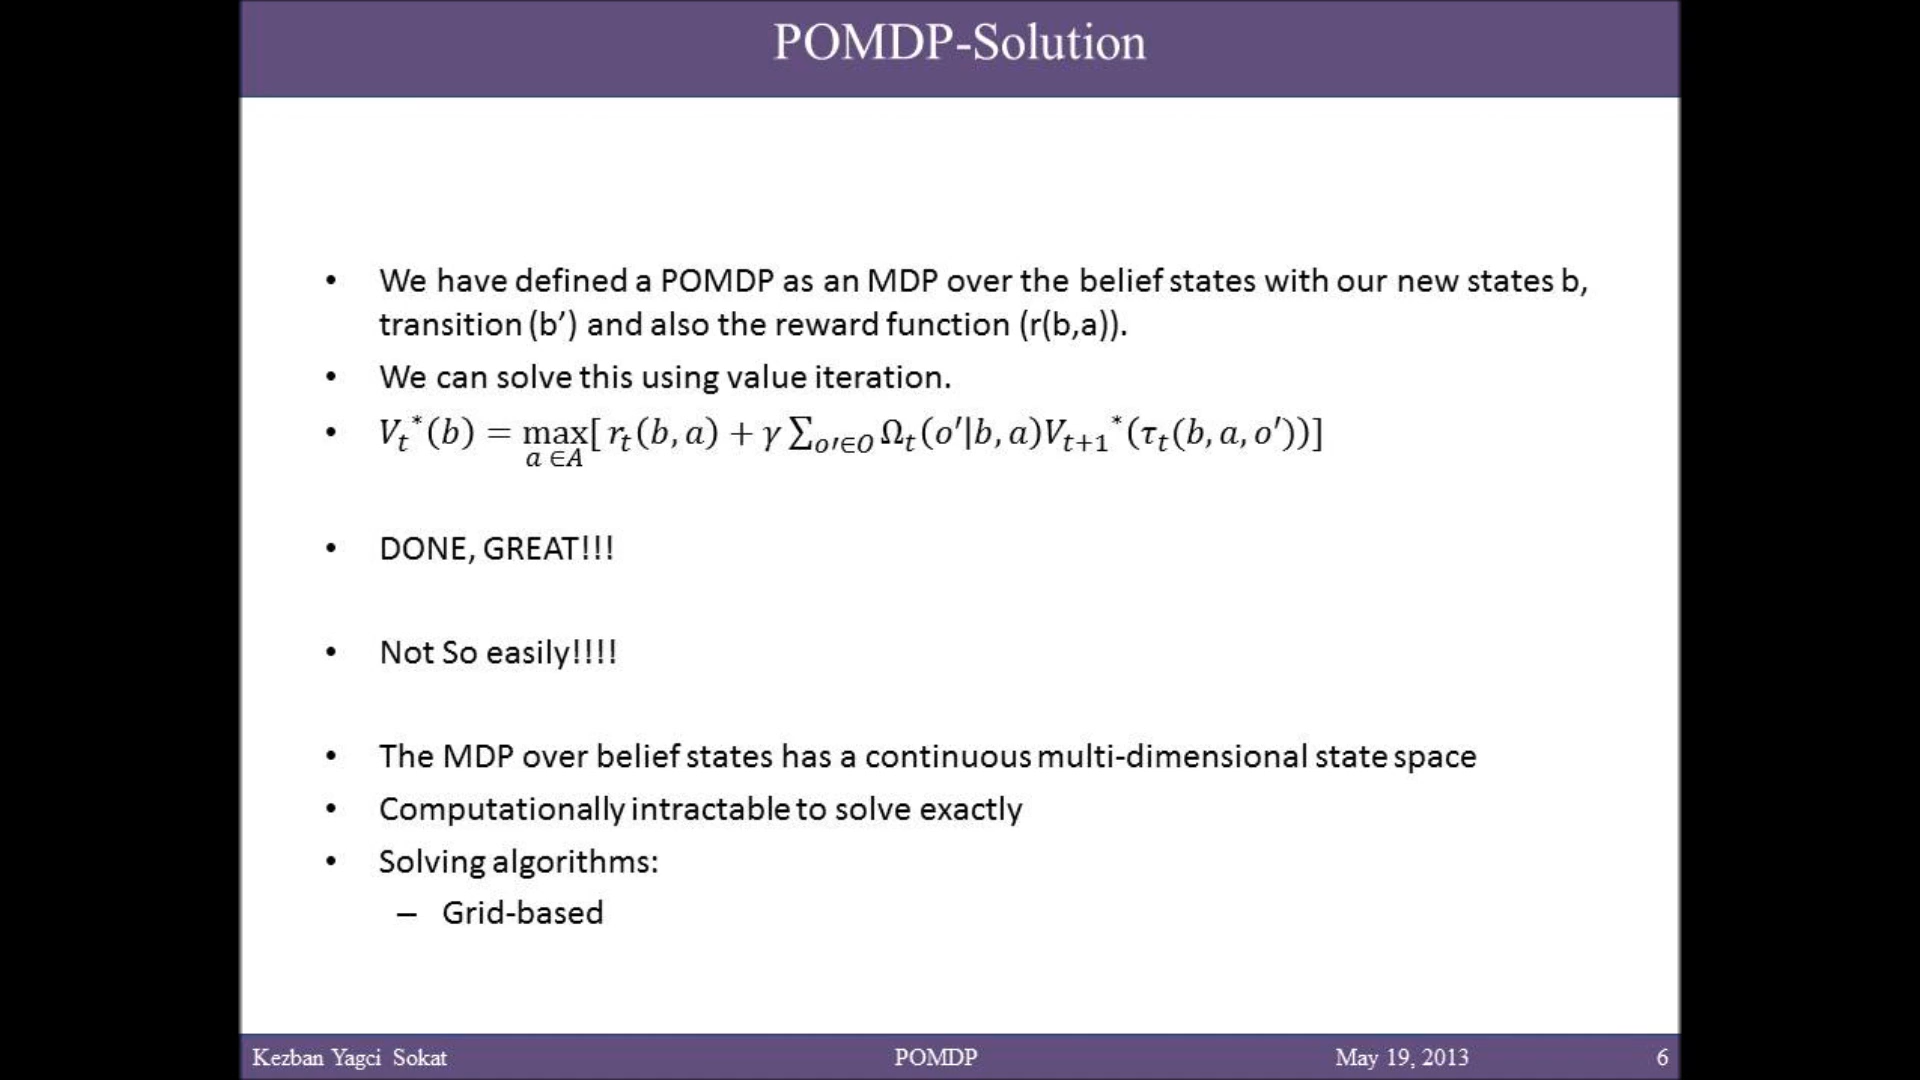 POMDP-Solution
• We have defined a POMDP as an MDP over the belief states with our new states b,
transition (b’) and also the reward function (r(b,a)).
• We can solve this using value iteration.
• V_t^*(b) = max_{a ∈A}[ r_t(b, a) + γ ∑_{o′∈O} Ω_t(o′|b, a)V_{t+1}^*(τ_t(b, a, o′))]
• DONE, GREAT!!!
• Not So easily!!!!
• The MDP over belief states has a continuous multi-dimensional state space
• Computationally intractable to solve exactly
• Solving algorithms:
– Grid-based
Kezban Yagci Sokat POMDP May 19, 2013 6